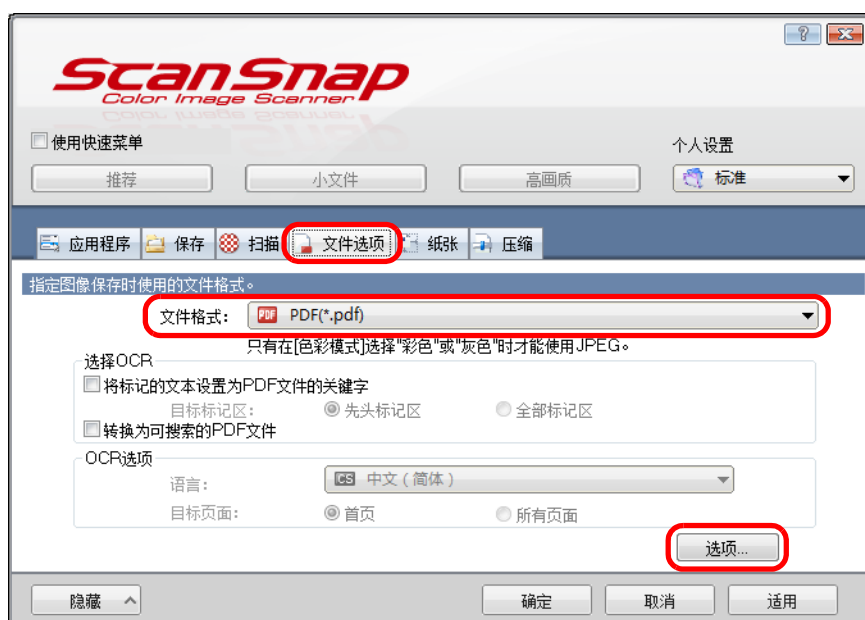 ScanSnap
Color Image Scanner
使用快速菜单
个人设置
推荐
小文件
高画质
标准
应用程序
保存
扫描
文件选项
纸张
压缩
指定图像保存时使用的文件格式。
文件格式：
PDF
PDF(*.pdf)
只有在[色彩模式]选择"彩色"或"灰色"时才能使用JPEG。
选择OCR
将标记的文本设置为PDF文件的关键字
目标标记区：
先头标记区
全部标记区
转换为可搜索的PDF文件
OCR选项
语言：
CS
中文（简体）
目标页面：
首页
所有页面
选项...
隐藏
确定
取消
适用